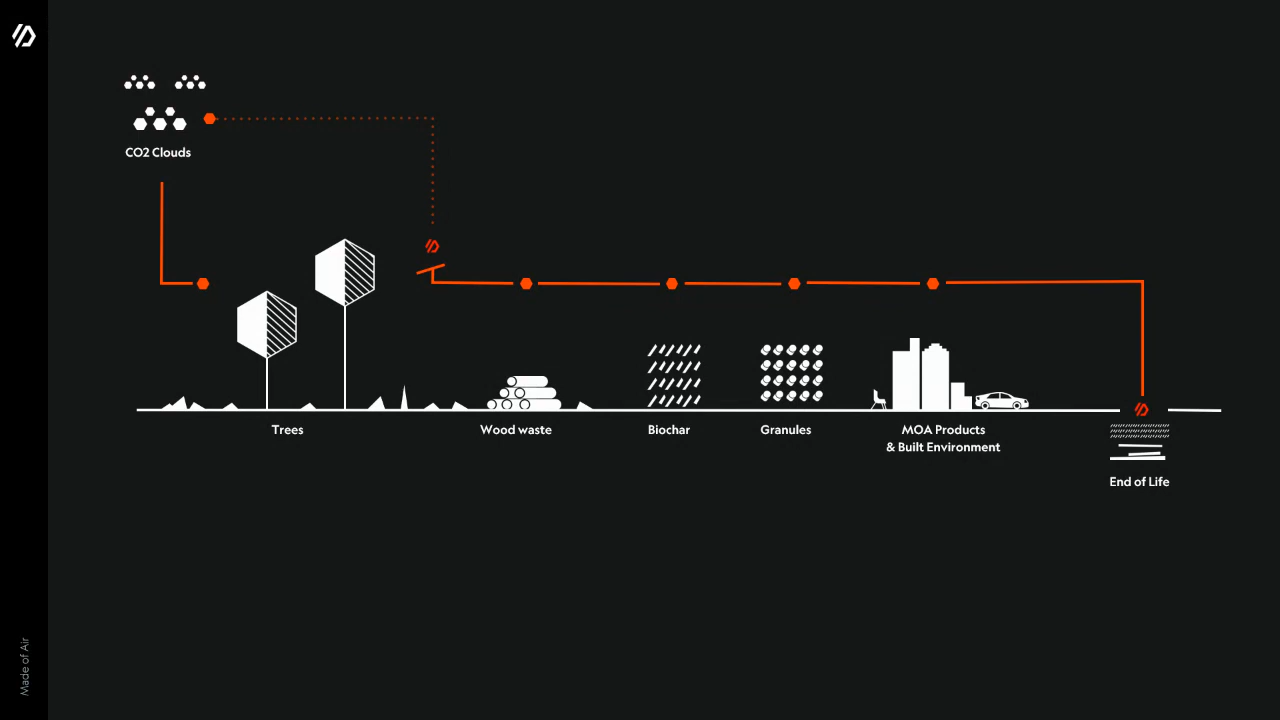 CO2 Clouds
Trees
Wood waste
Biochar
Granules
MOA Products
& Built Environment
End of Life
Made of Air